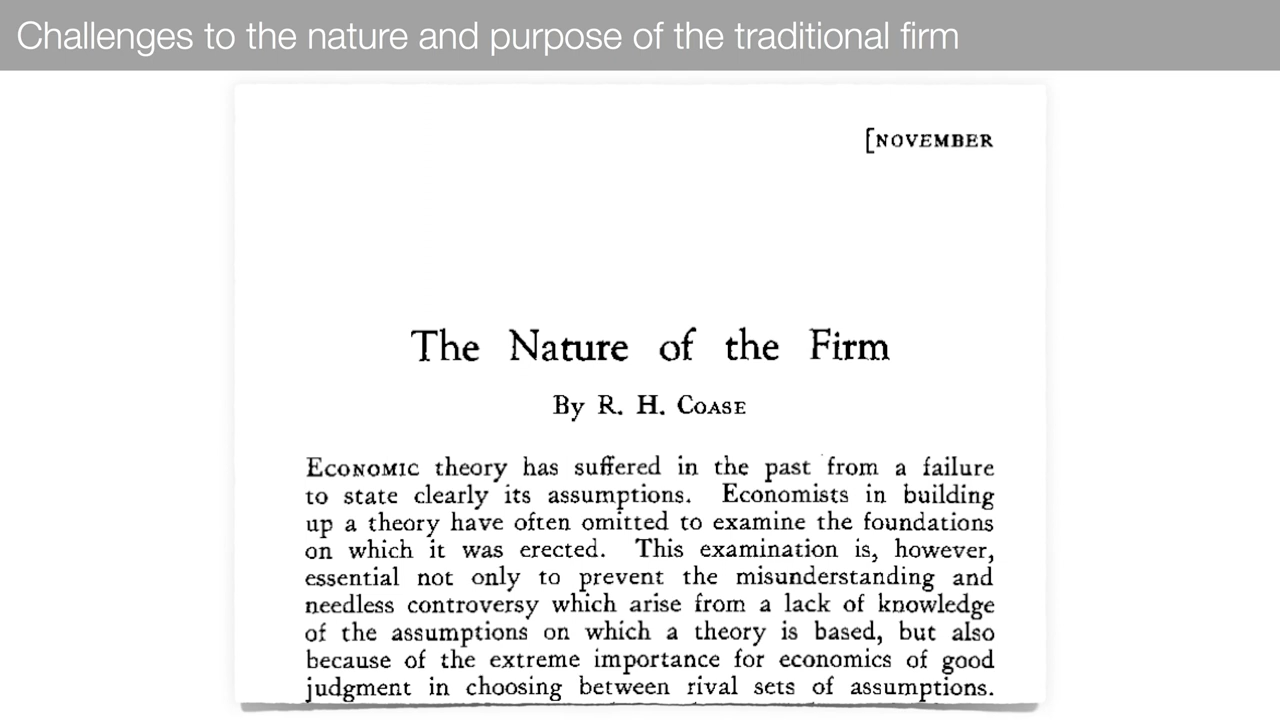 Challenges to the nature and purpose of the traditional firm
[NOVEMBER
The Nature of the Firm
By R. H. COASE
ECONOMIC theory has suffered in the past from a failure
to state clearly its assumptions. Economists in building
up a theory have often omitted to examine the foundations
on which it was erected. This examination is, however,
essential not only to prevent the misunderstanding and
needless controversy which arise from a lack of knowledge
of the assumptions on which a theory is based, but also
because of the extreme importance for economics of good
judgment in choosing between rival sets of assumptions.